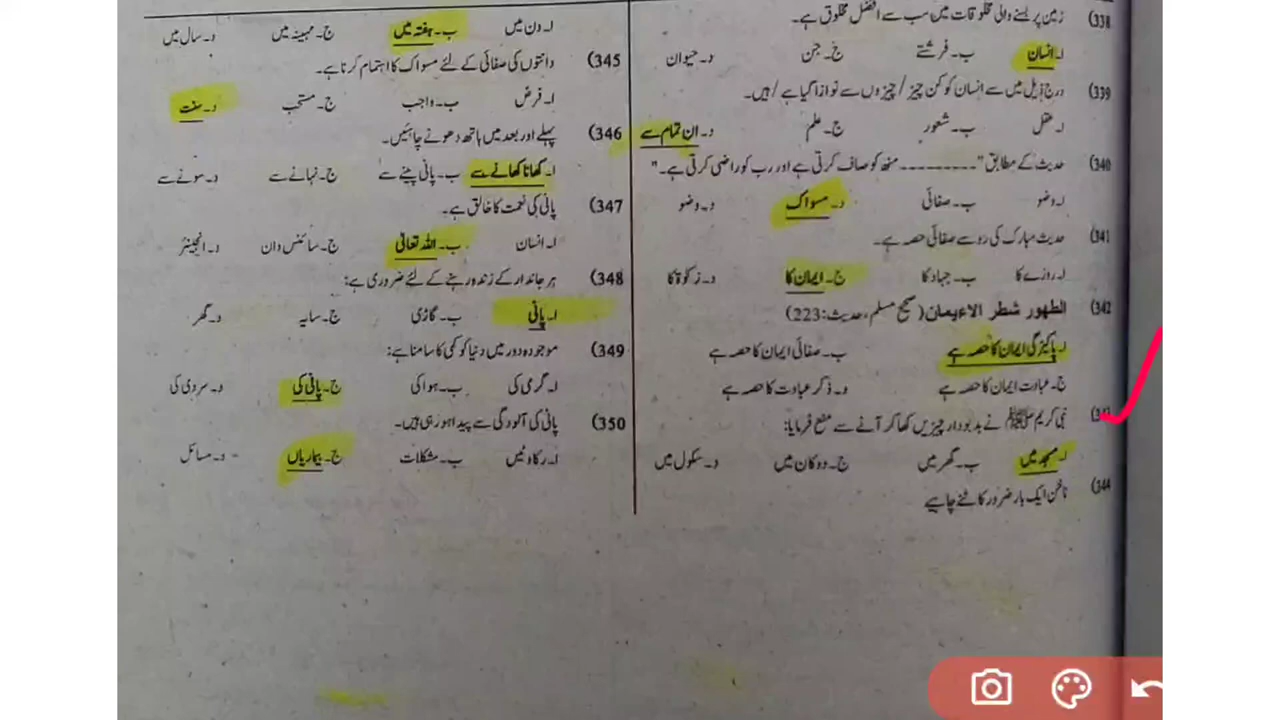 338) زمین پر بسنے والی مخلوقات میں سب سے افضل مخلوق ہے۔
ا۔ انسان ب۔ فرشتے ج۔ جن د۔ حیوان
339) درج ذیل میں سے انسان کو کن چیز / چیزوں سے نوازا گیا ہے / ہیں۔
ا۔ عقل ب۔ شعور ج۔ علم د۔ ان تمام سے
340) حدیث کے مطابق "۔۔۔۔۔۔۔۔۔۔ منھ کو صاف کرتی ہے اور رب کو راضی کرتی ہے۔"
ا۔ وضو ب۔ صفائی د۔ مسواک د۔ وضو
341) حدیث مبارک کی رو سے صفائی حصہ ہے۔
ا۔ روزے کا ب۔ جہاد کا ج۔ ایمان کا د۔ زکوٰۃ کا
342) الطهور شطر الاءيمان (صحیح مسلم، حدیث: 223)
ا۔ پاکیزگی ایمان کا حصہ ہے ب۔ صفائی ایمان کا حصہ ہے
ج۔ عبادت ایمان کا حصہ ہے د۔ ذکر عبادت کا حصہ ہے
343) نبی کریم ﷺ نے بدبودار چیزیں کھا کر آنے سے منع فرمایا:
ا۔ مسجد میں ب۔ گھر میں ج۔ دوکان میں د۔ سکول میں
344) ناخن ایک بار ضرور کاٹنے چاہیے
ا۔ دن میں ب۔ ہفتہ میں ج۔ مہینہ میں د۔ سال میں
345) دانتوں کی صفائی کے لئے مسواک کا اہتمام کرنا ہے۔
ا۔ فرض ب۔ واجب ج۔ مستحب د۔ سنت
346) پہلے اور بعد میں ہاتھ دھونے چاہئیں۔
ا۔ کھانا کھانے سے ب۔ پانی پینے سے ج۔ نہانے سے د۔ سونے سے
347) پانی کی نعمت کا خالق ہے۔
ا۔ انسان ب۔ اللہ تعالٰی ج۔ سائنس دان د۔ انجینئر
348) ہر جاندار کے زندہ رہنے کے لئے ضروری ہے:
ا۔ پانی ب۔ گاڑی ج۔ سایہ د۔ گھر
349) موجودہ دور میں دنیا کو کمی کا سامنا ہے:
ا۔ گرمی کی ب۔ ہوا کی ج۔ پانی کی د۔ سردی کی
350) پانی کی آلودگی سے پیدا ہو رہی ہیں۔
ا۔ رکاوٹیں ب۔ مشکلات ج۔ بیماریاں د۔ مسائل